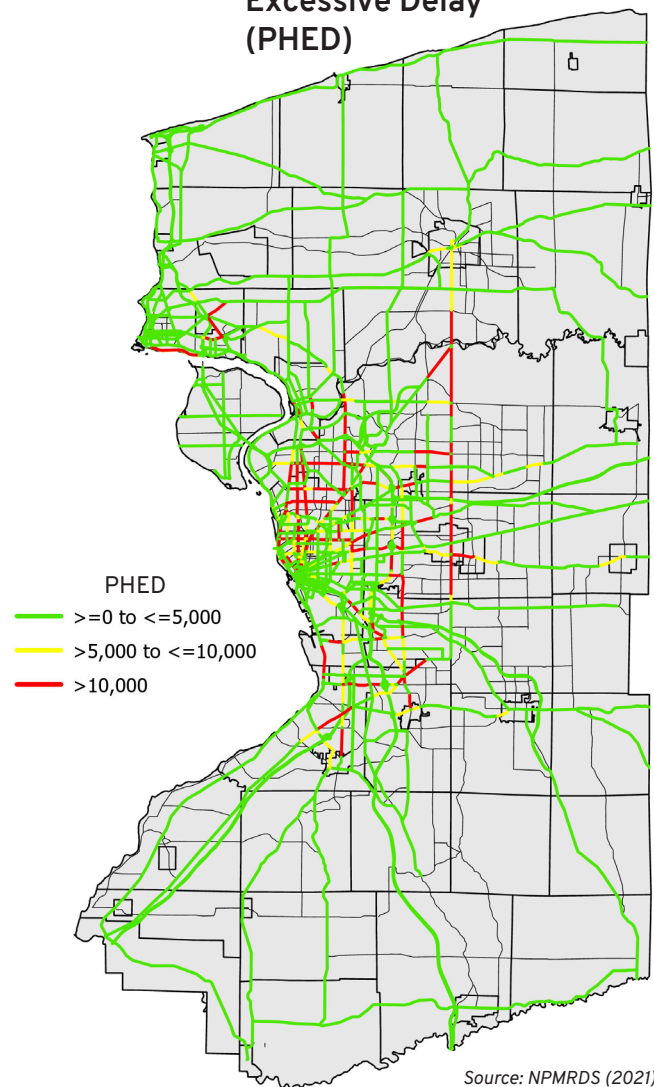 Excessive Delay
(PHED)
PHED
>=0 to <=5,000
>5,000 to <=10,000
>10,000
Source: NPMRDS (2021)